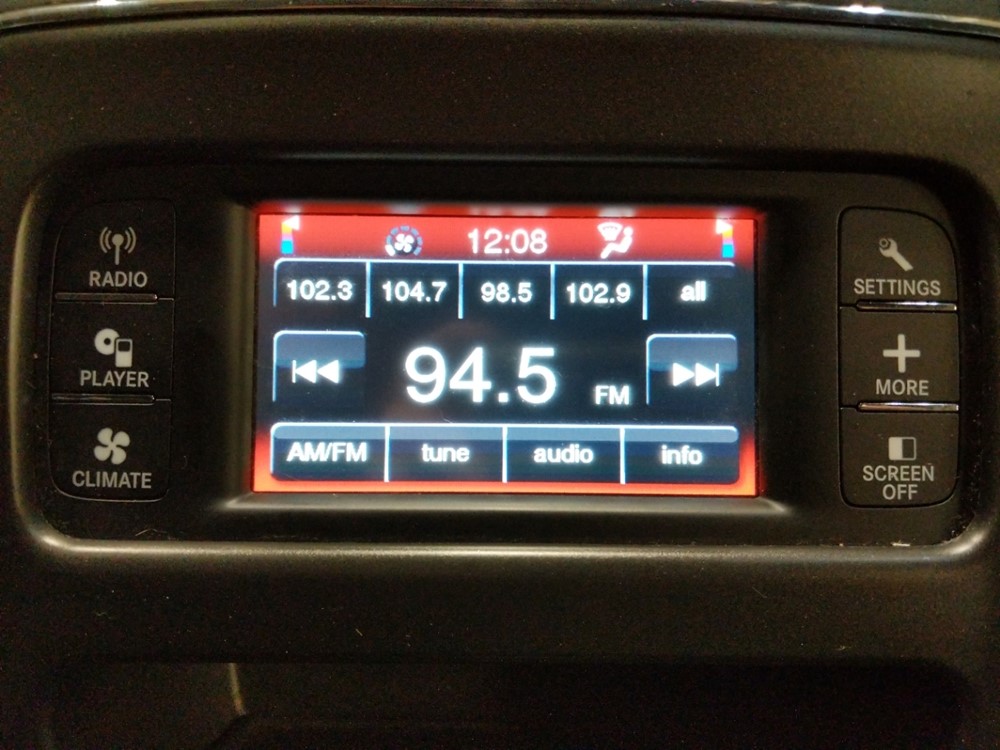 RADIO
PLAYER
CLIMATE
12:08
102.3 104.7 98.5 102.9 all
94.5 FM
AM/FM tune audio info
SETTINGS
MORE
SCREEN
OFF